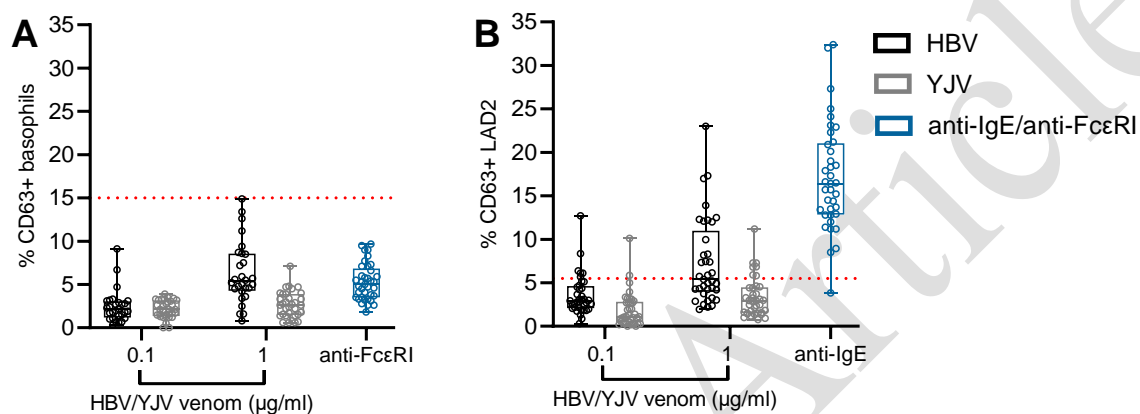 A
% CD63+ basophils
35
30
25
20
15
10
5
0
0.1
1
anti-FcεRI
HBV/YJV venom (µg/ml)
B
% CD63+ LAD2
35
30
25
20
15
10
5
0
0.1
1
anti-IgE
HBV/YJV venom (µg/ml)
HBV
YJV
anti-IgE/anti-FcεRI
Article